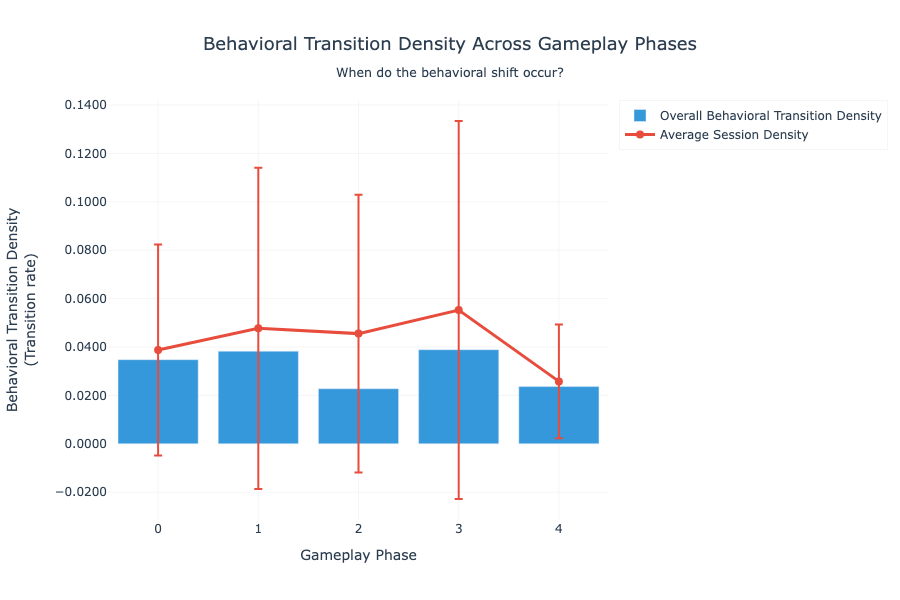 Behavioral Transition Density Across Gameplay Phases
When do the behavioral shift occur?
Overall Behavioral Transition Density
Average Session Density
Behavioral Transition Density
(Transition rate)
0.1400
0.1200
0.1000
0.0800
0.0600
0.0400
0.0200
0.0000
−0.0200
0 1 2 3 4
Gameplay Phase